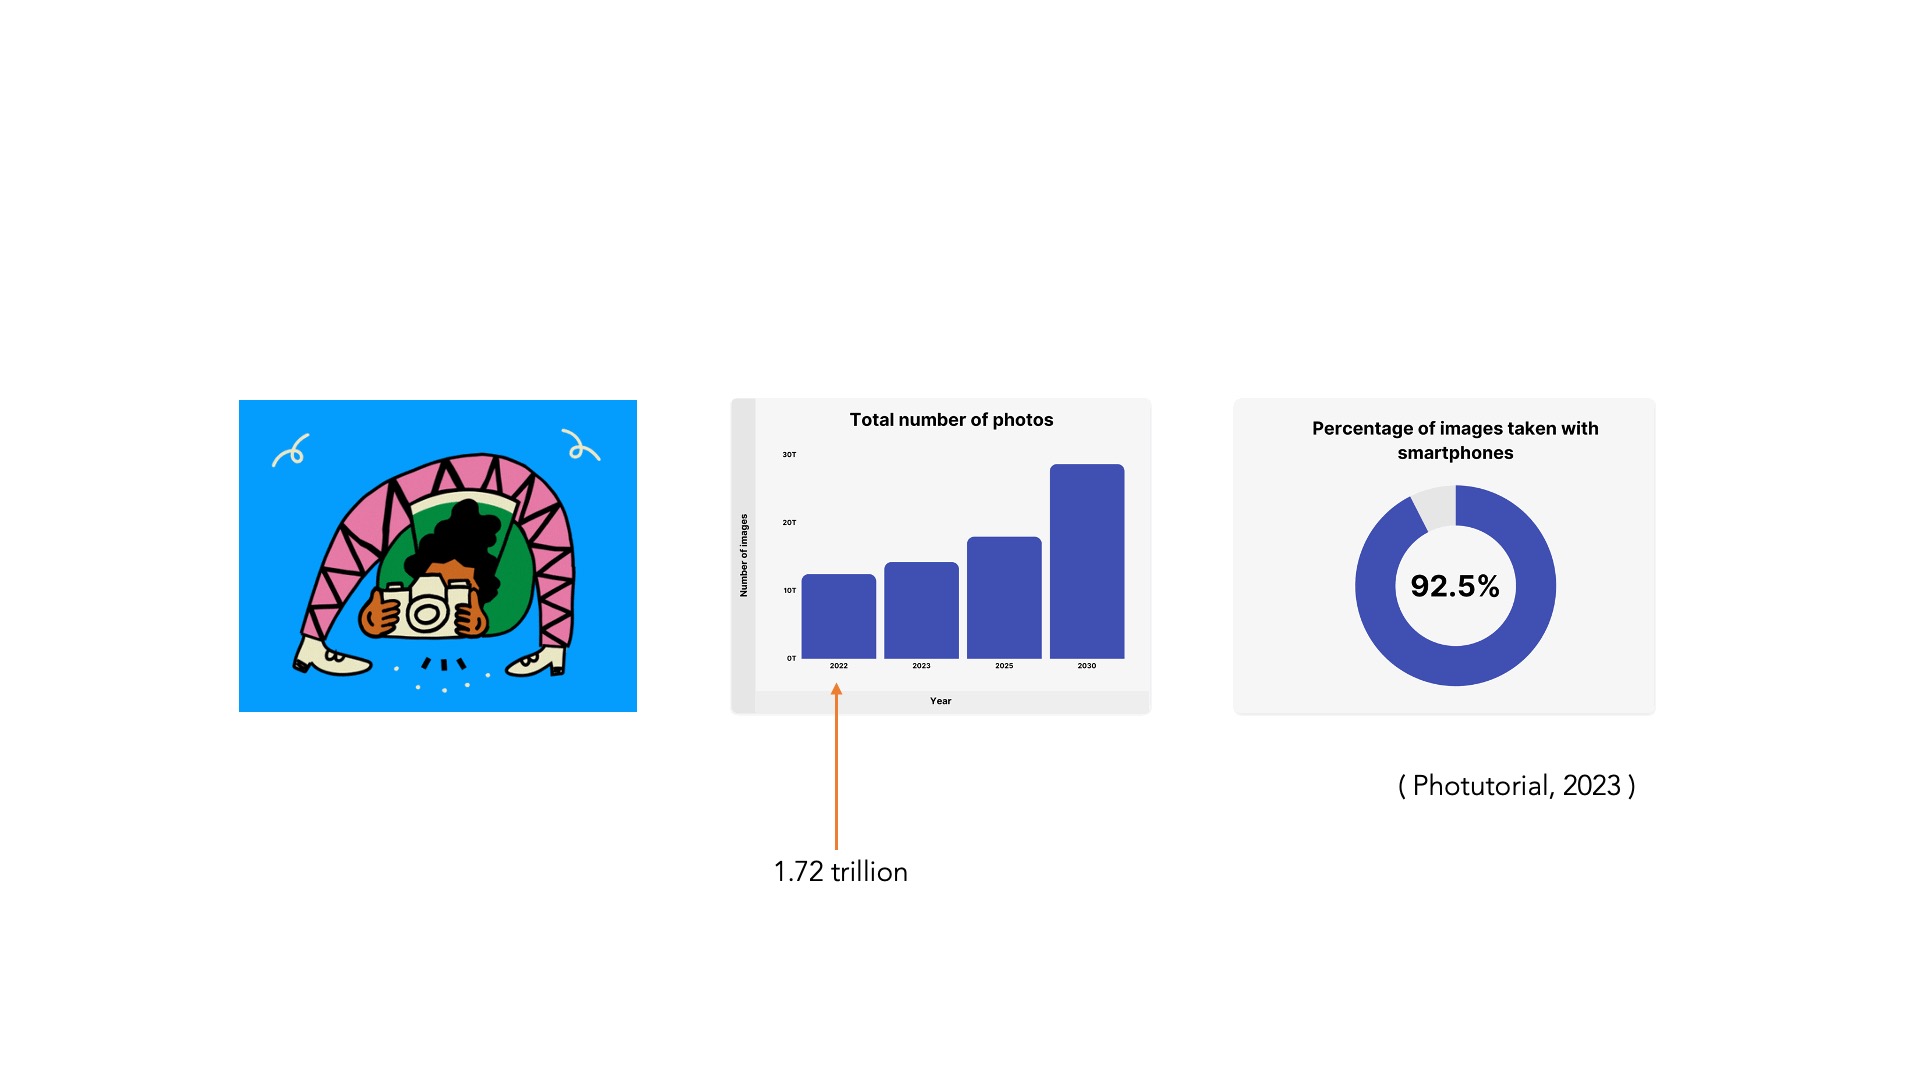 Total number of photos
Number of images
30T
20T
10T
0T
2022 2023 2025 2030
Year
1.72 trillion
Percentage of images taken with
smartphones
92.5%
( Photutorial, 2023 )